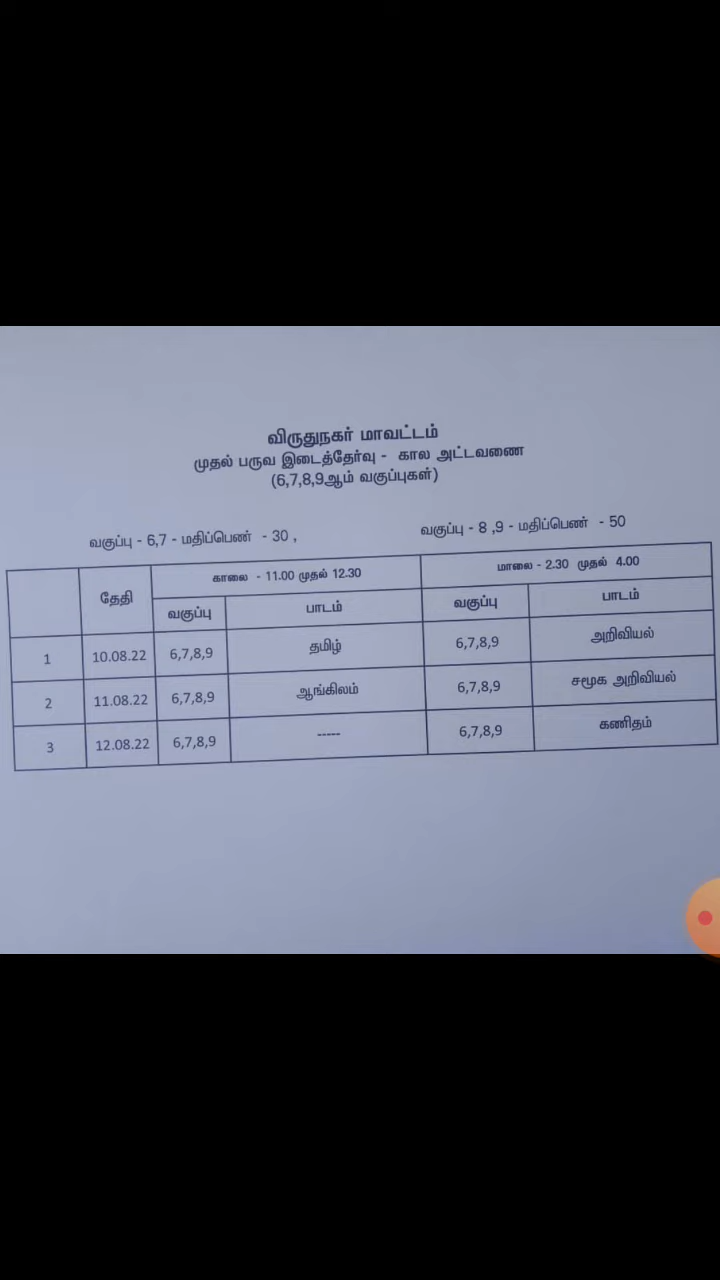 விருதுநகர் மாவட்டம்
முதல் பருவ இடைத்தேர்வு - கால அட்டவணை
(6,7,8,9ஆம் வகுப்புகள்)
வகுப்பு - 6,7 - மதிப்பெண் - 30 , வகுப்பு - 8 ,9 - மதிப்பெண் - 50
தேதி காலை - 11.00 முதல் 12.30 மாலை - 2.30 முதல் 4.00
வகுப்பு பாடம் வகுப்பு பாடம்
1 10.08.22 6,7,8,9 தமிழ் 6,7,8,9 அறிவியல்
2 11.08.22 6,7,8,9 ஆங்கிலம் 6,7,8,9 சமூக அறிவியல்
3 12.08.22 6,7,8,9 ----- 6,7,8,9 கணிதம்